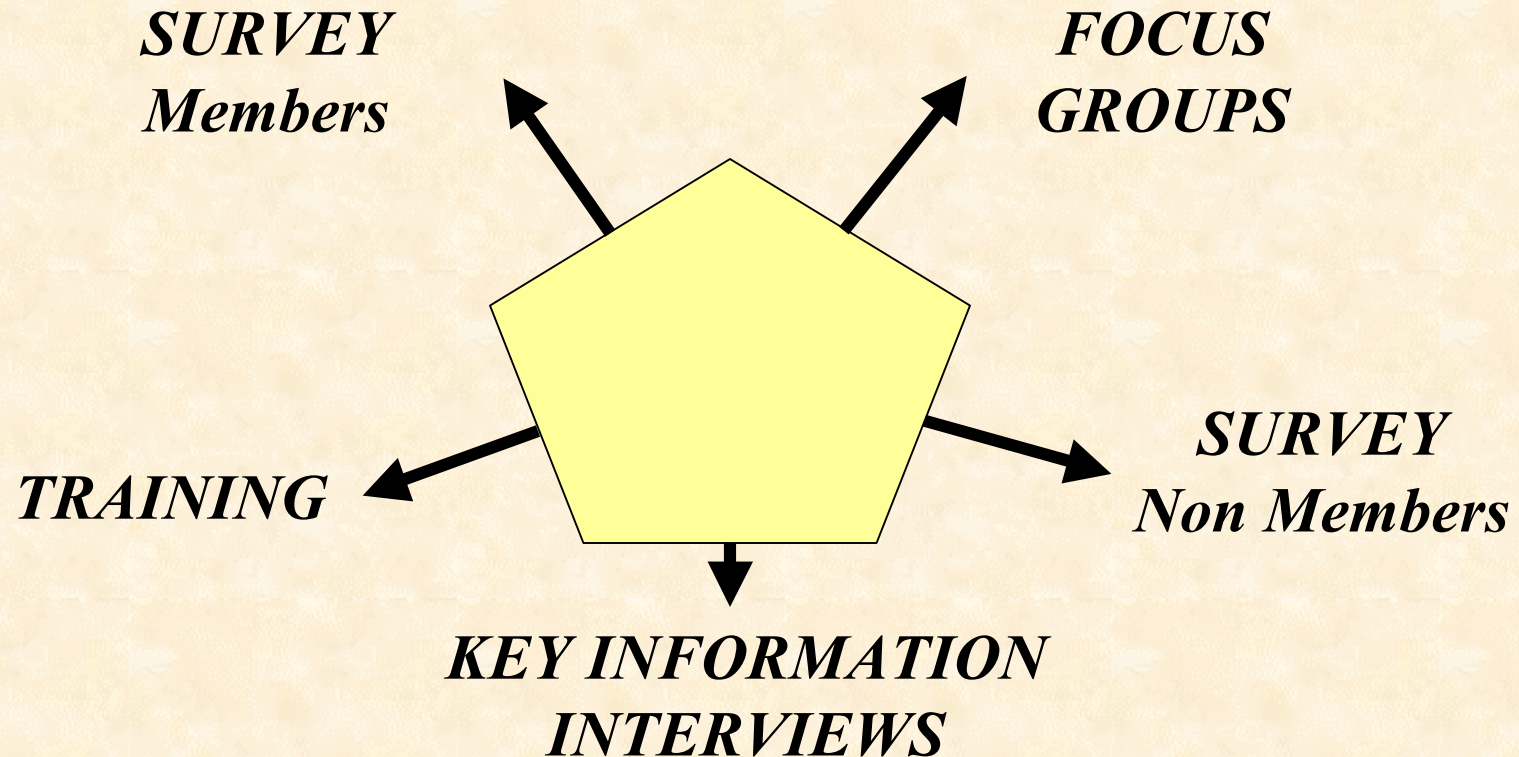 SURVEY
Members
FOCUS
GROUPS
TRAINING
SURVEY
Non Members
KEY INFORMATION
INTERVIEWS